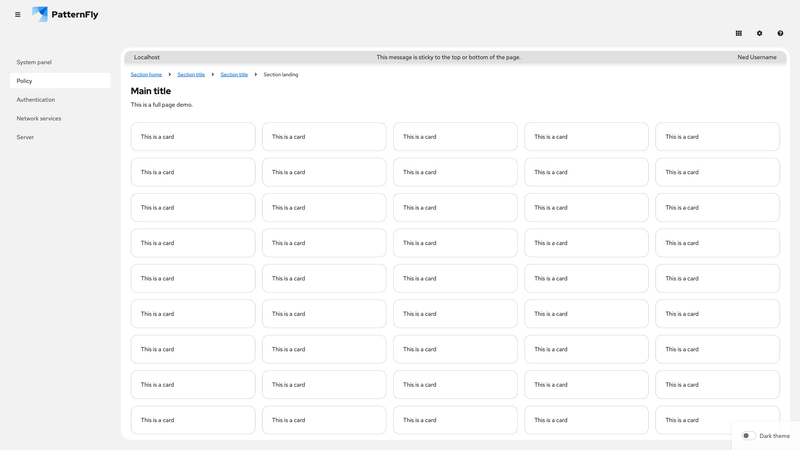 PatternFly
System panel
Policy
Authentication
Network services
Server
Localhost This message is sticky to the top or bottom of the page. Ned Username
Section home Section title Section title Section landing
Main title
This is a full page demo.
This is a card This is a card This is a card This is a card This is a card
This is a card This is a card This is a card This is a card This is a card
This is a card This is a card This is a card This is a card This is a card
This is a card This is a card This is a card This is a card This is a card
This is a card This is a card This is a card This is a card This is a card
This is a card This is a card This is a card This is a card This is a card
This is a card This is a card This is a card This is a card This is a card
This is a card This is a card This is a card This is a card This is a card
This is a card This is a card This is a card This is a card This is a card
Dark theme